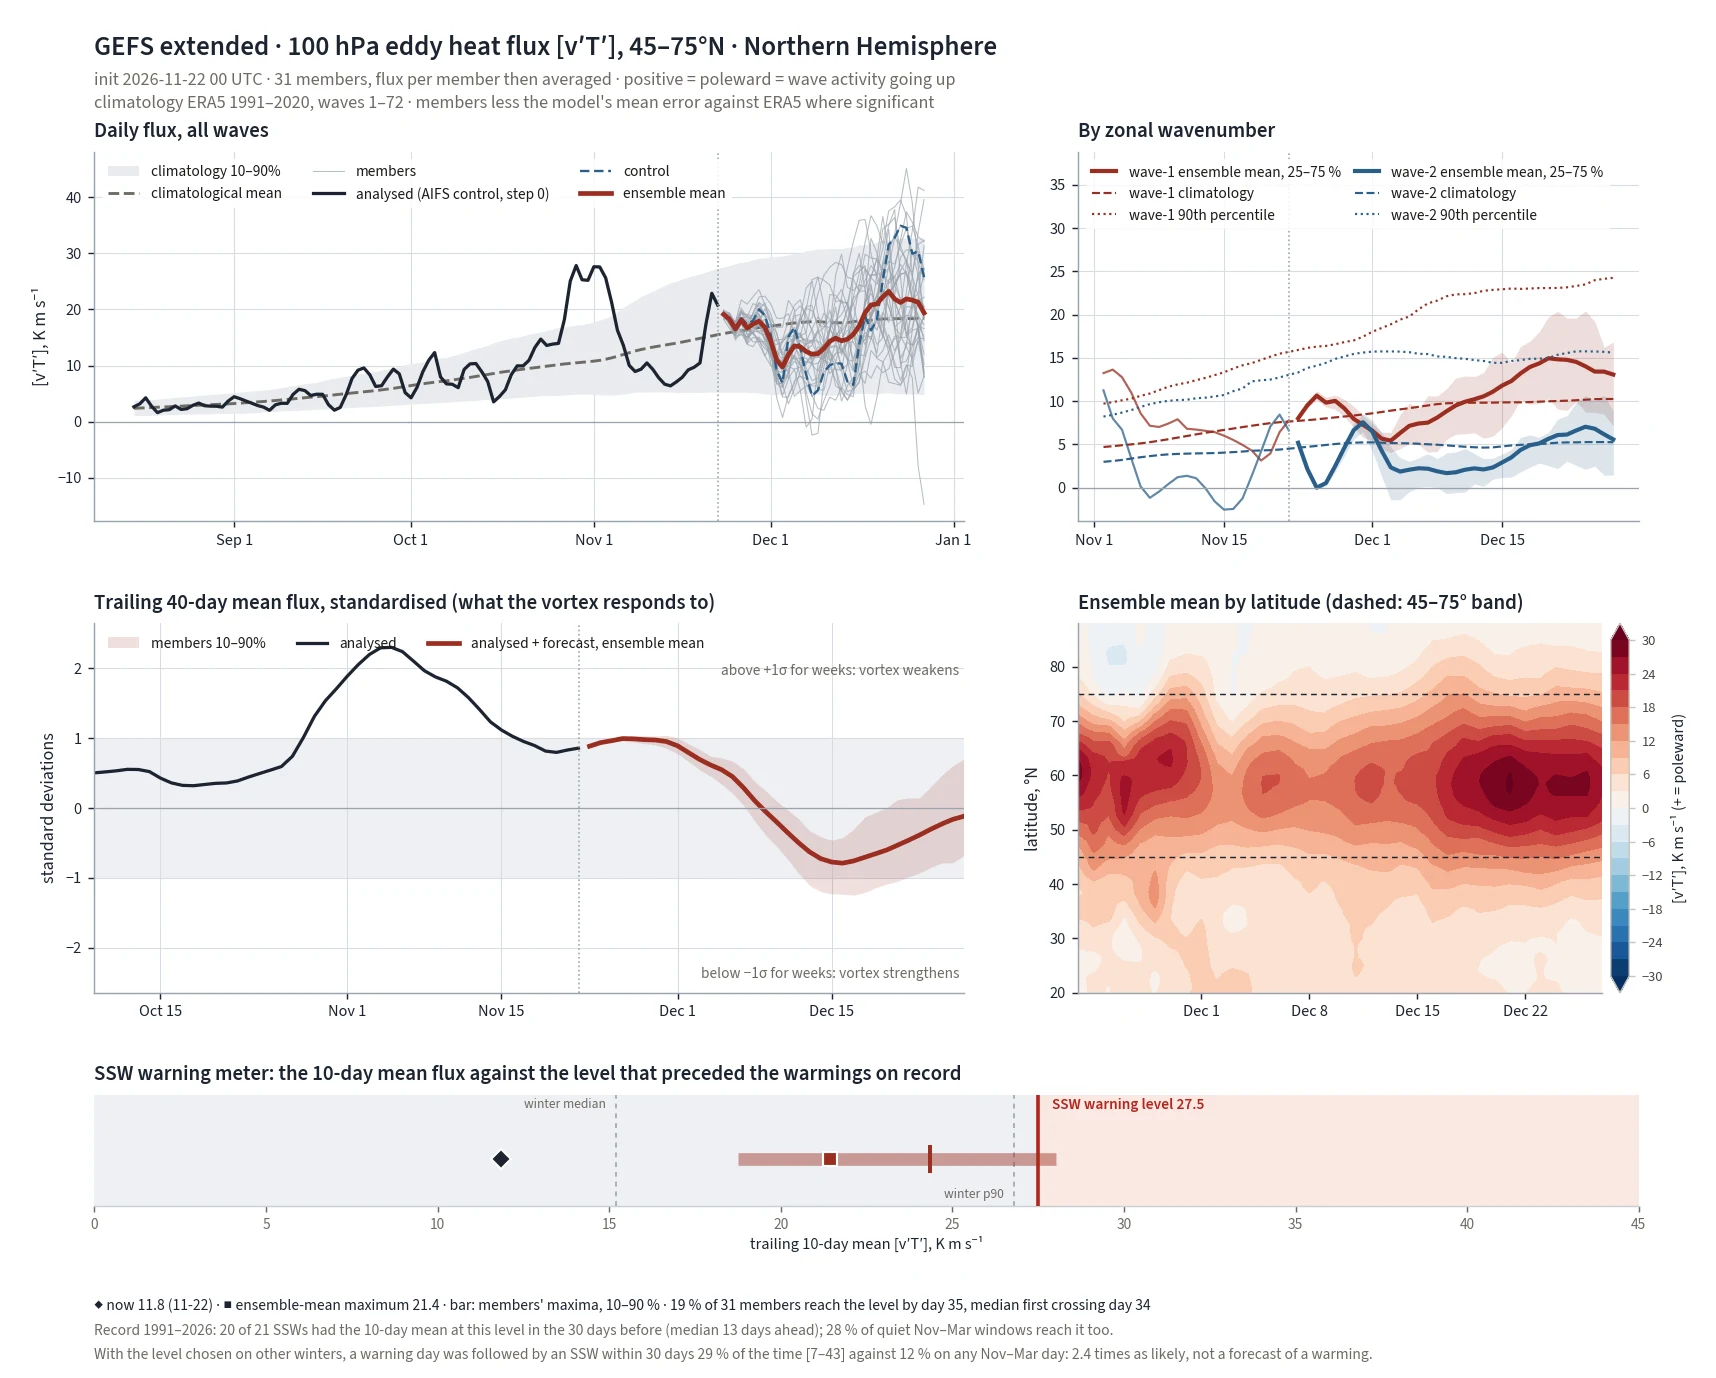 GEFS extended · 100 hPa eddy heat flux [v′T′], 45–75°N · Northern Hemisphere
init 2026-11-22 00 UTC · 31 members, flux per member then averaged · positive = poleward = wave activity going up
climatology ERA5 1991–2020, waves 1–72 · members less the model's mean error against ERA5 where significant
Daily flux, all waves
climatology 10–90%
members
control
climatological mean
analysed (AIFS control, step 0)
ensemble mean
40
30
20
10
0
−10
[v′T′], K m s⁻¹
Sep 1
Oct 1
Nov 1
Dec 1
Jan 1
By zonal wavenumber
wave-1 ensemble mean, 25–75 %
wave-2 ensemble mean, 25–75 %
wave-1 climatology
wave-2 climatology
wave-1 90th percentile
wave-2 90th percentile
35
30
25
20
15
10
5
0
Nov 1
Nov 15
Dec 1
Dec 15
Trailing 40-day mean flux, standardised (what the vortex responds to)
members 10–90%
analysed
analysed + forecast, ensemble mean
above +1σ for weeks: vortex weakens
2
1
0
−1
−2
standard deviations
below −1σ for weeks: vortex strengthens
Oct 15
Nov 1
Nov 15
Dec 1
Dec 15
Ensemble mean by latitude (dashed: 45–75° band)
80
70
60
50
40
30
20
latitude, °N
Dec 1
Dec 8
Dec 15
Dec 22
30
24
18
12
6
0
−6
−12
−18
−24
−30
[v′T′], K m s⁻¹ (+ = poleward)
SSW warning meter: the 10-day mean flux against the level that preceded the warmings on record
winter median
SSW warning level 27.5
winter p90
0
5
10
15
20
25
30
35
40
45
trailing 10-day mean [v′T′], K m s⁻¹
◆ now 11.8 (11-22) · ■ ensemble-mean maximum 21.4 · bar: members' maxima, 10–90 % · 19 % of 31 members reach the level by day 35, median first crossing day 34
Record 1991–2026: 20 of 21 SSWs had the 10-day mean at this level in the 30 days before (median 13 days ahead); 28 % of quiet Nov–Mar windows reach it too.
With the level chosen on other winters, a warning day was followed by an SSW within 30 days 29 % of the time [7–43] against 12 % on any Nov–Mar day: 2.4 times as likely, not a forecast of a warming.